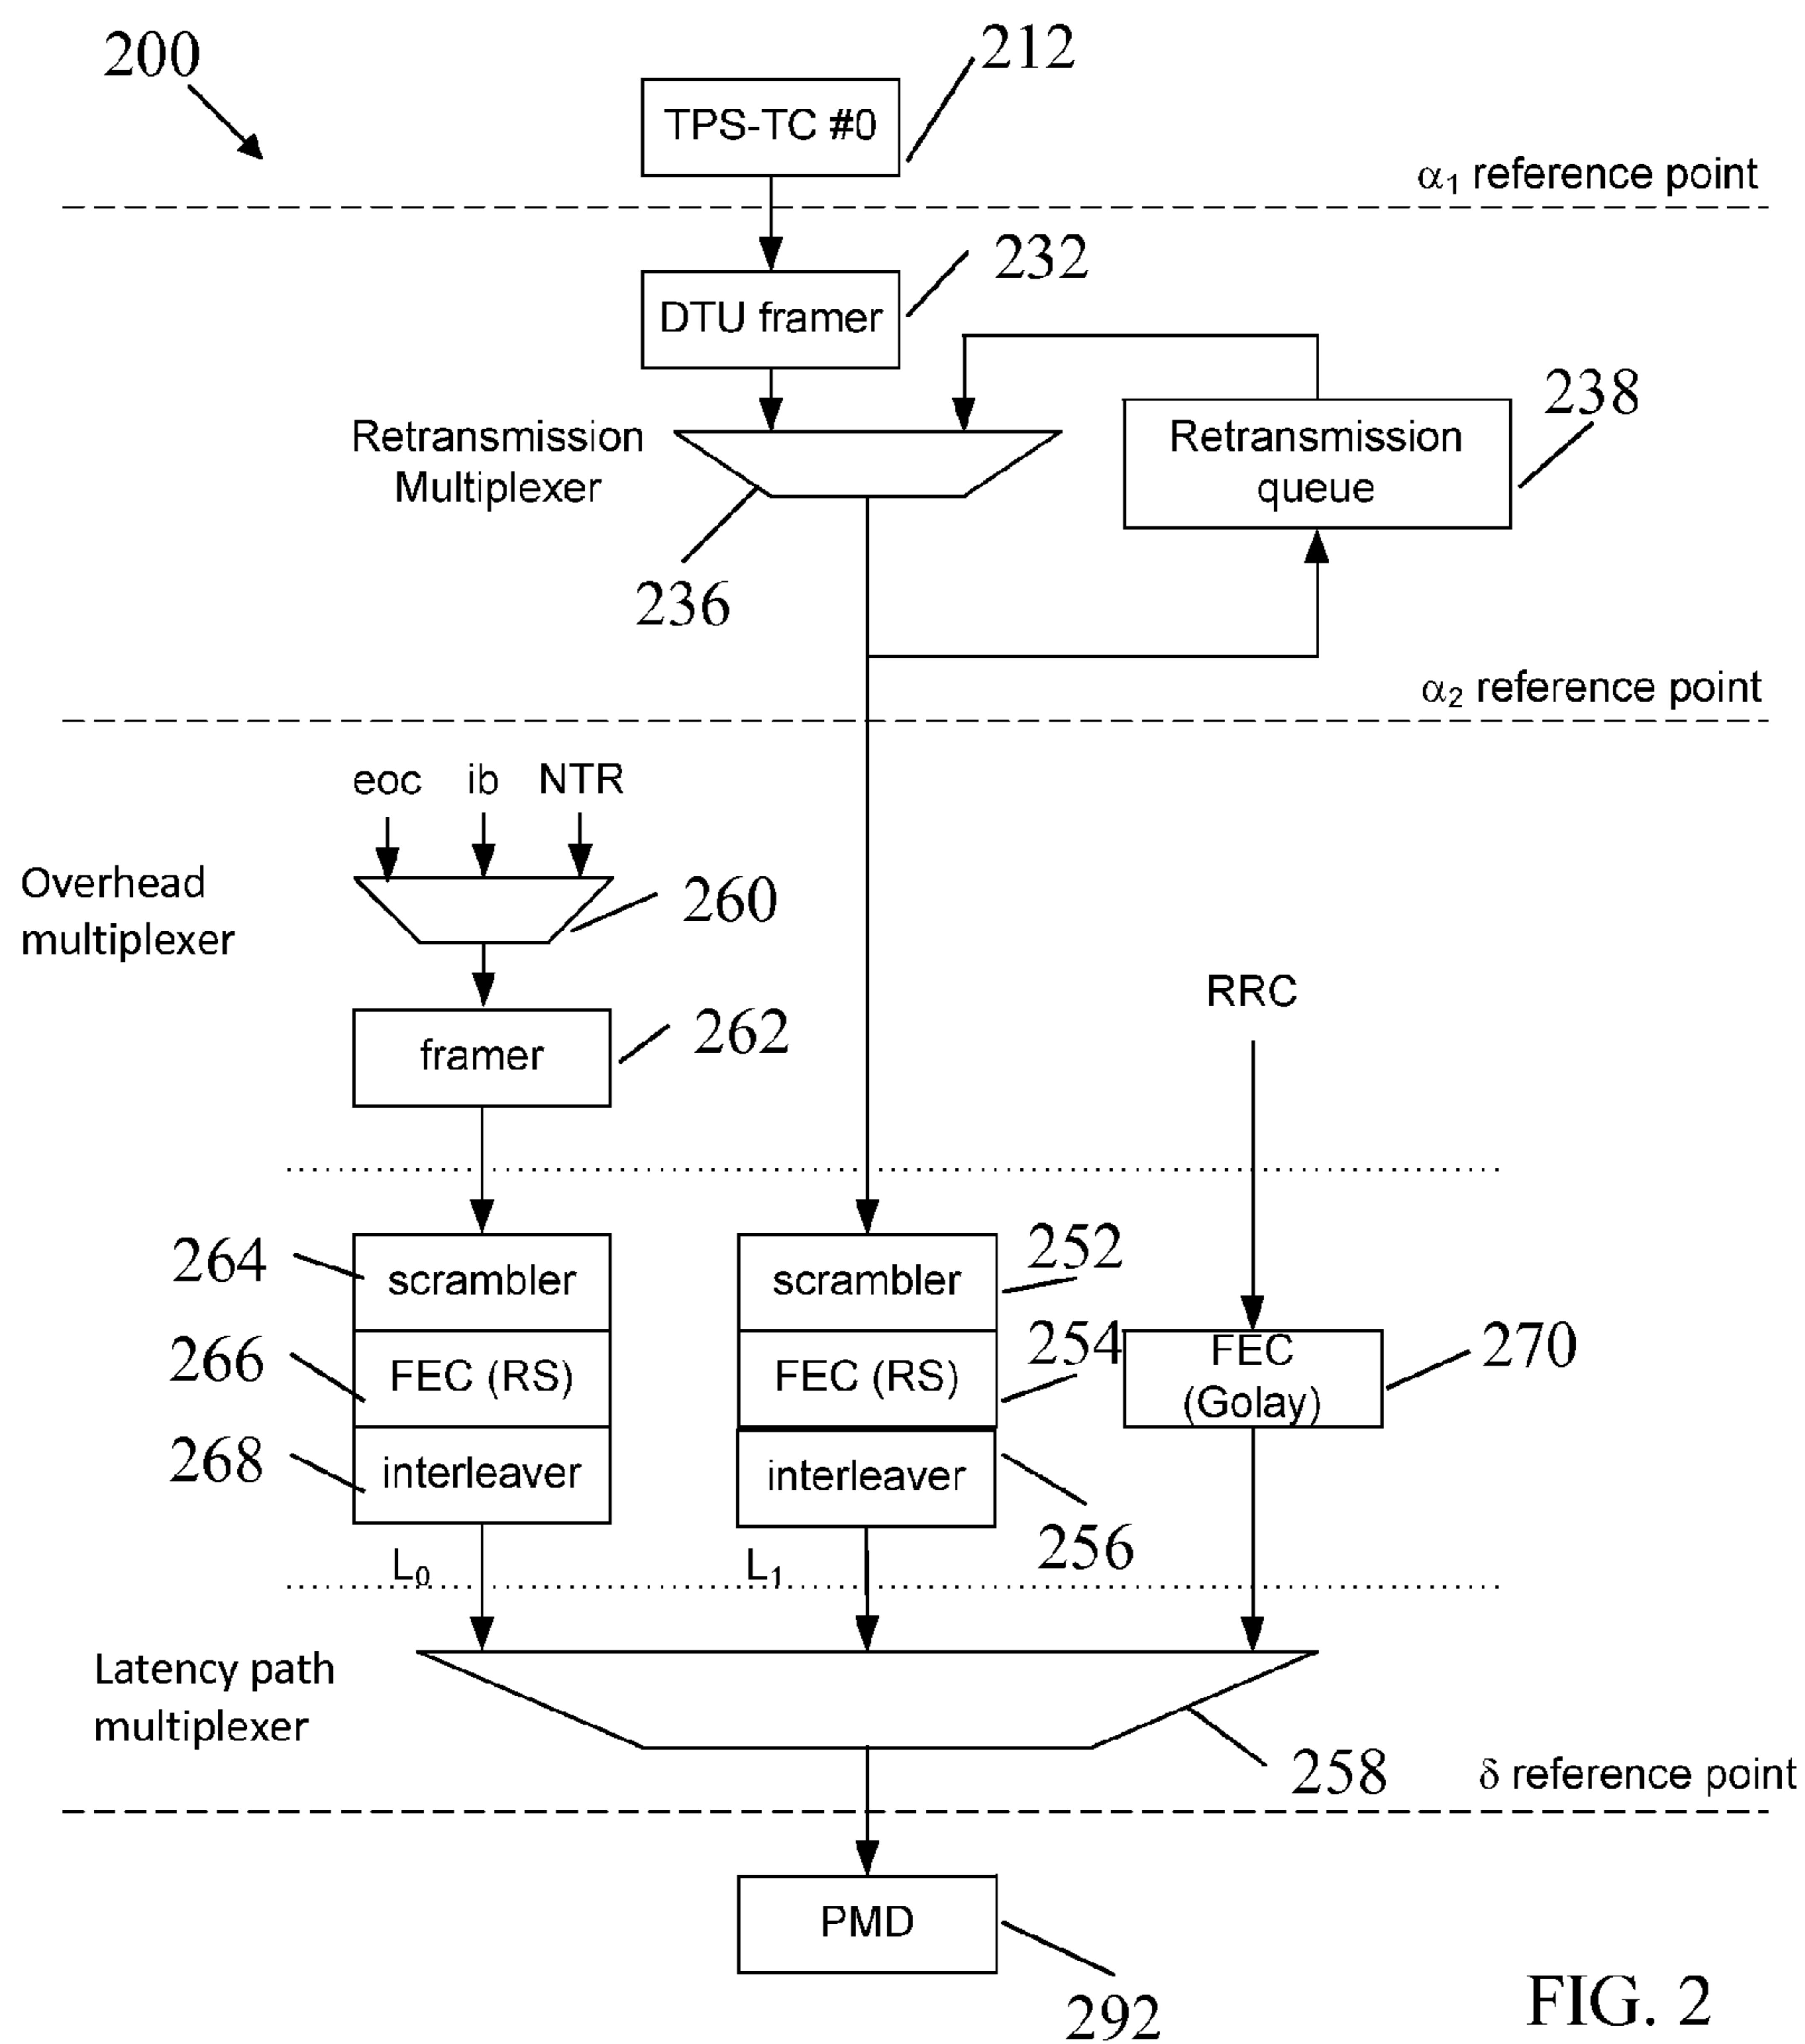 200
212
TPS-TC #0
α1 reference point
232
DTU framer
238
Retransmission
Multiplexer
Retransmission
queue
236
α2 reference point
eoc ib NTR
Overhead
multiplexer
260
RRC
262
framer
264
scrambler
252
scrambler
266
FEC (RS)
254
FEC (RS)
270
FEC
(Golay)
268
interleaver
interleaver
256
L0
L1
Latency path
multiplexer
258
δ reference point
PMD
292
FIG. 2